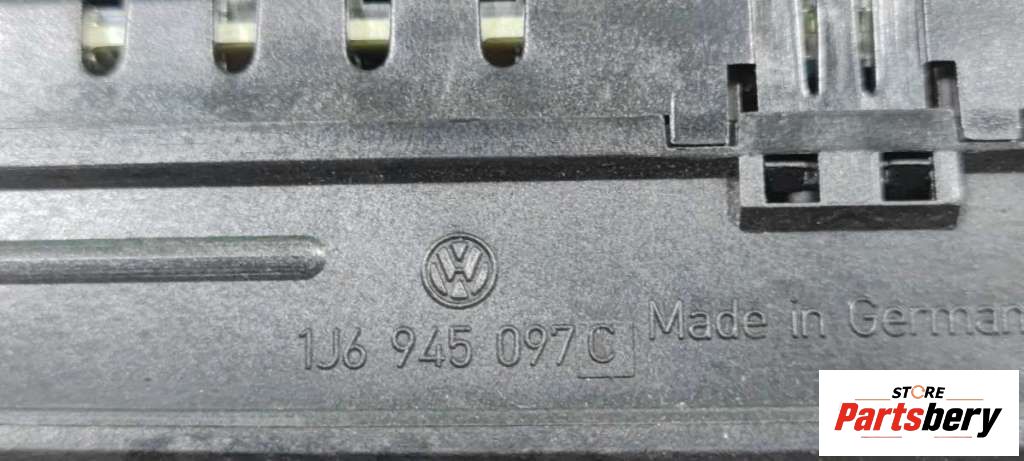 1J6 945 097 C
Made in German
STORE
Partsbery